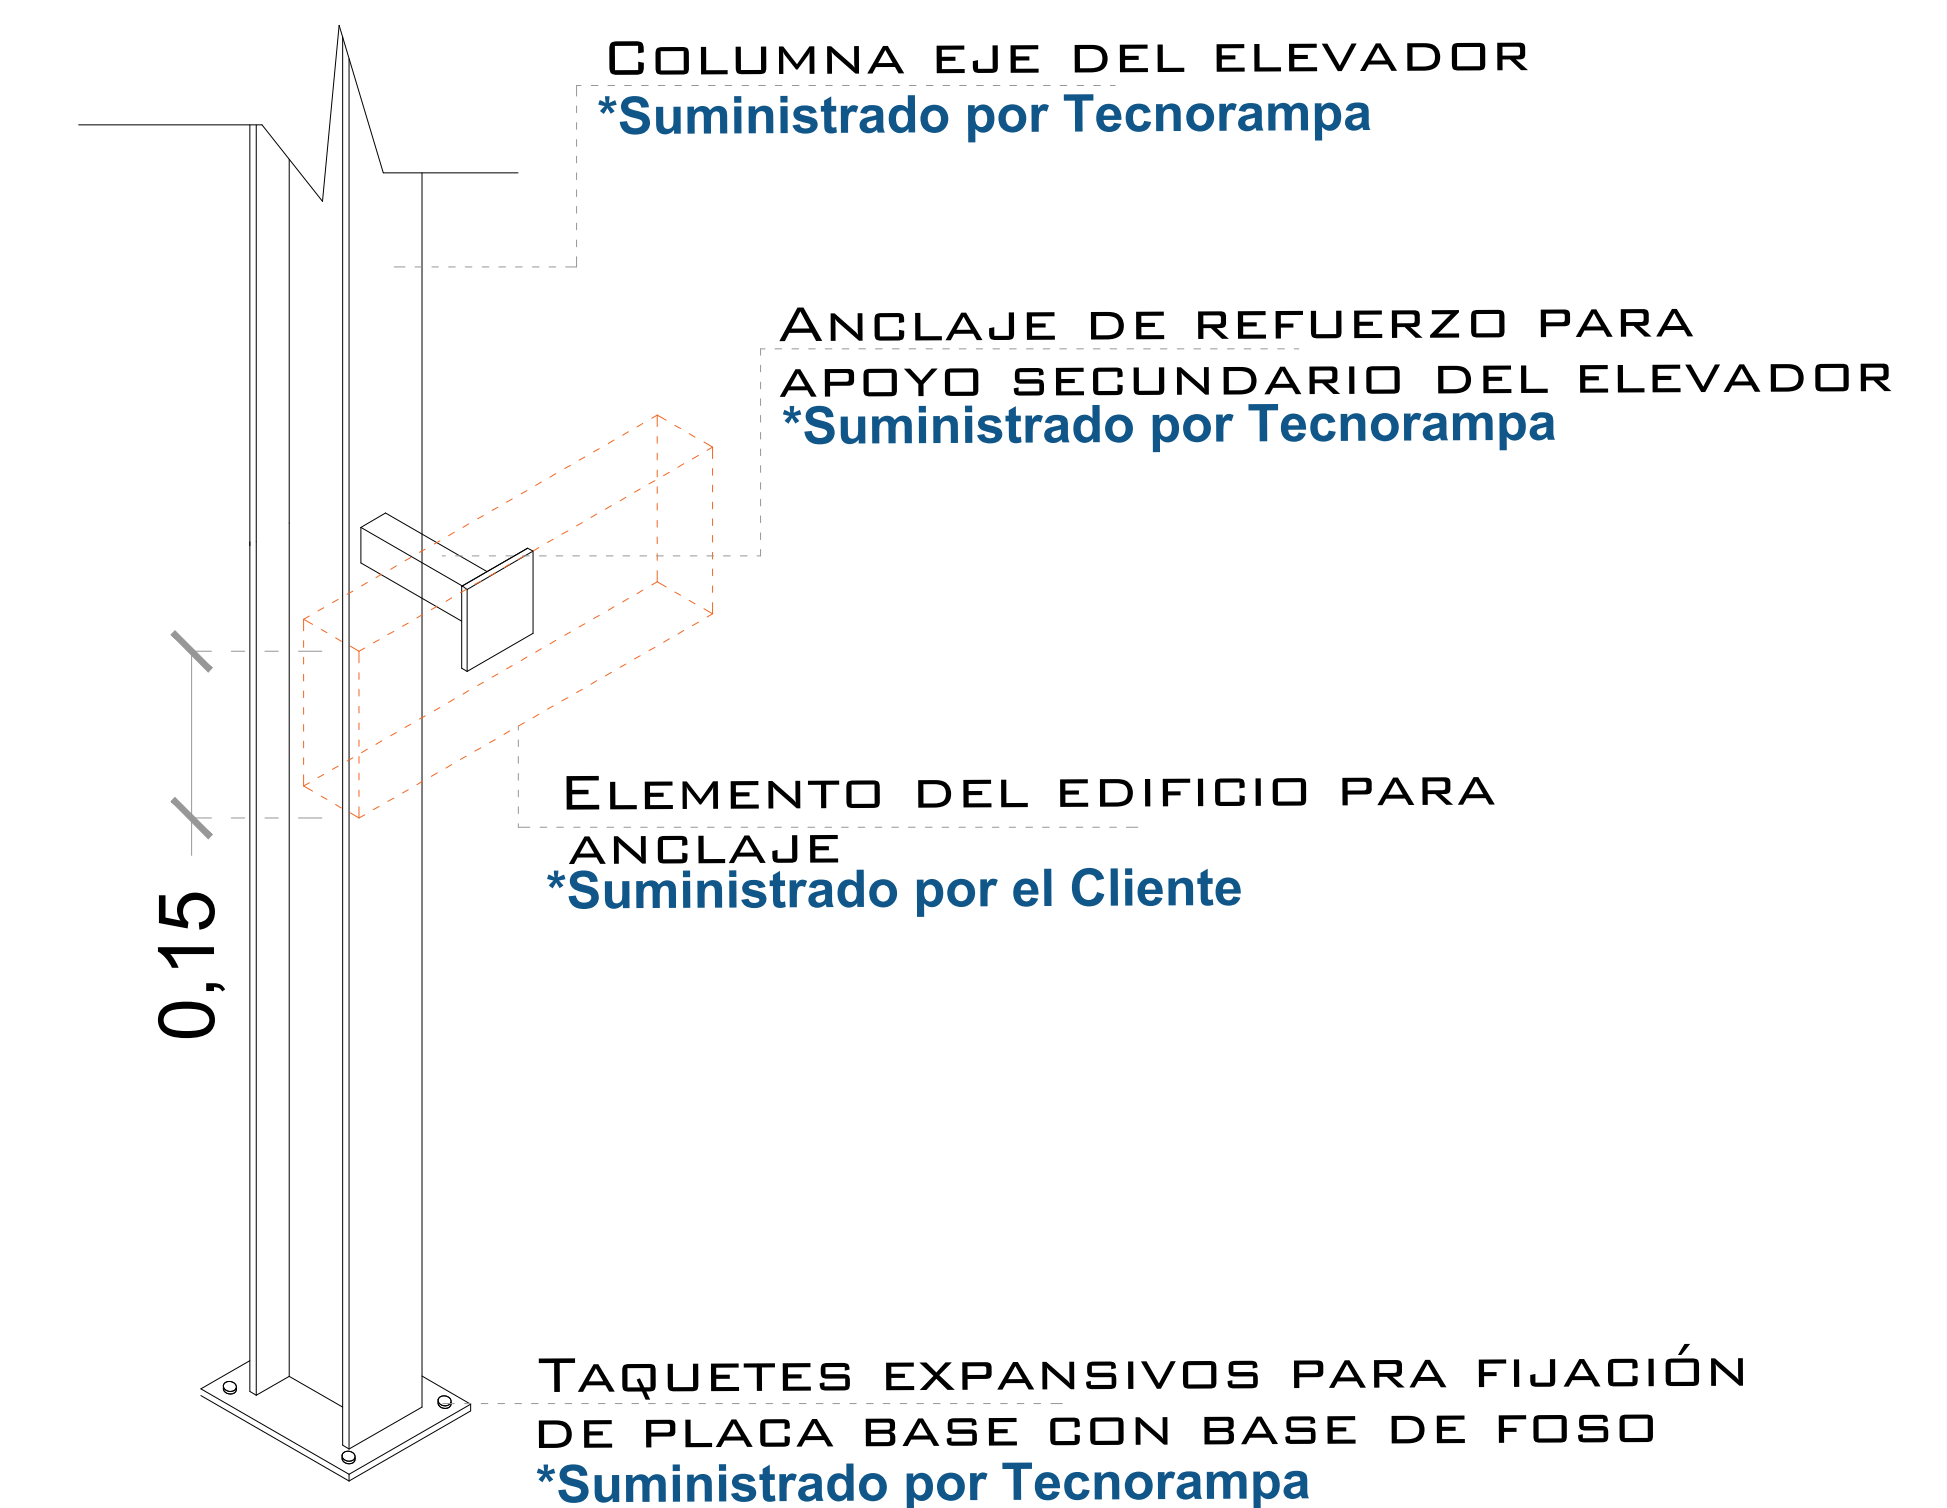 COLUMNA EJE DEL ELEVADOR
*Suministrado por Tecnorampa
ANCLAJE DE REFUERZO PARA
APOYO SECUNDARIO DEL ELEVADOR
*Suministrado por Tecnorampa
ELEMENTO DEL EDIFICIO PARA
ANCLAJE
*Suministrado por el Cliente
0,15
TAQUETES EXPANSIVOS PARA FIJACIÓN
DE PLACA BASE CON BASE DE FOSO
*Suministrado por Tecnorampa